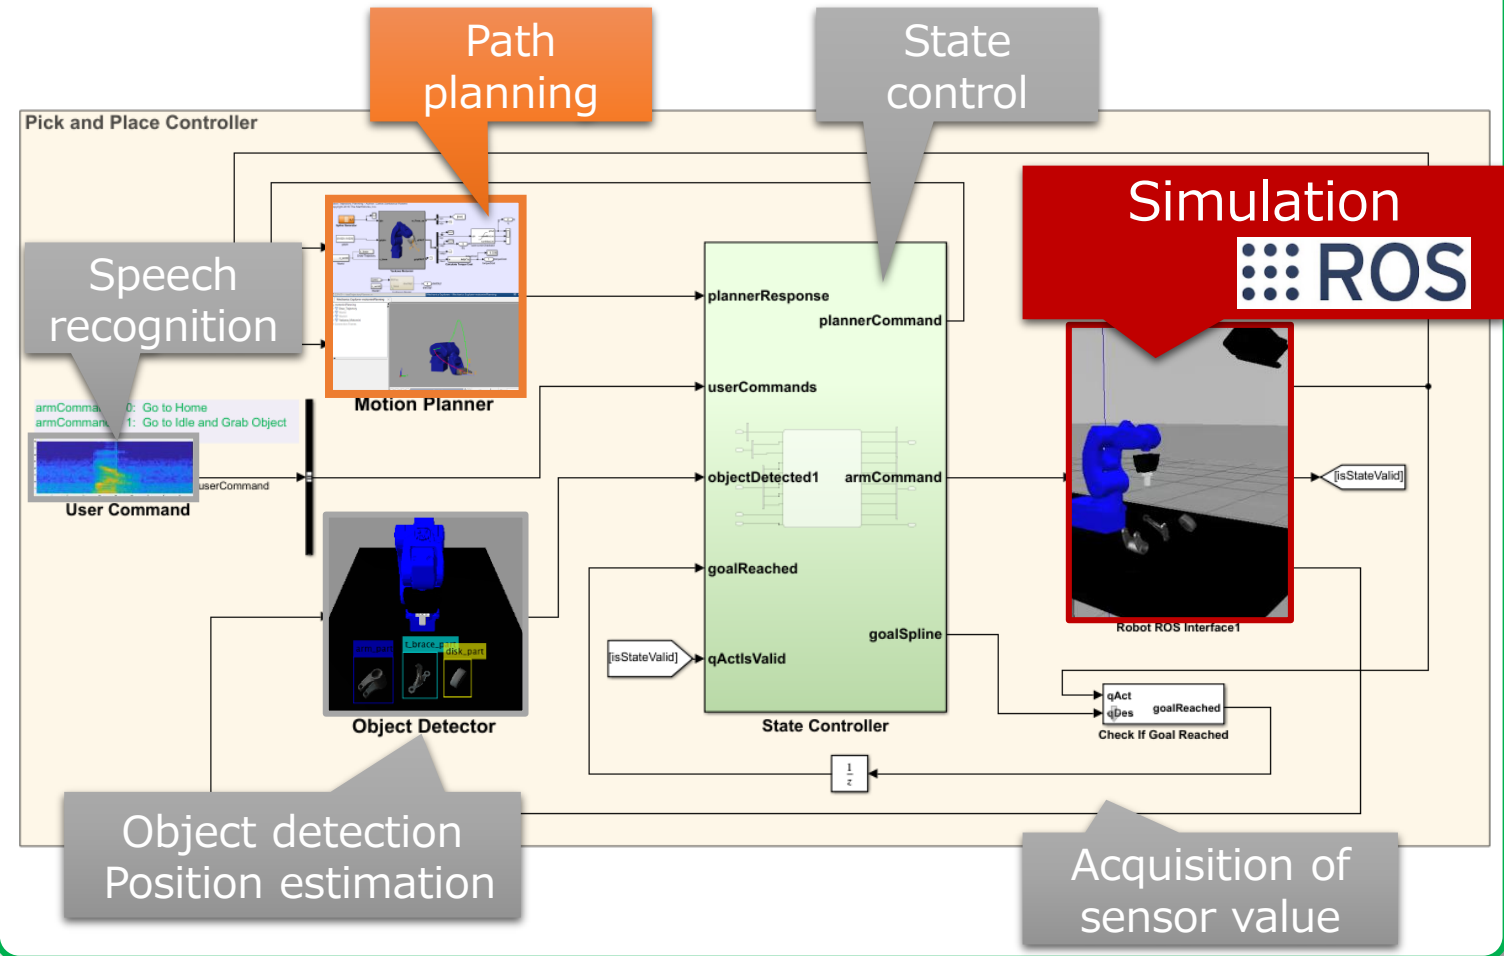 Path
planning
State
control
Pick and Place Controller
Simulation
ROS
Speech
recognition
plannerResponse
plannerCommand
userCommands
Motion Planner
0: Go to Home
1: Go to Idle and Grab Object
userCommand
User Command
objectDetected1
armCommand
[isStateValid]
goalReached
goalSpline
[isStateValid]
qActIsValid
State Controller
t_brace_part
disk_part
Object Detector
Robot ROS Interface1
qAct
qDes
goalReached
Check If Goal Reached
1
z
Object detection
Position estimation
Acquisition of
sensor value